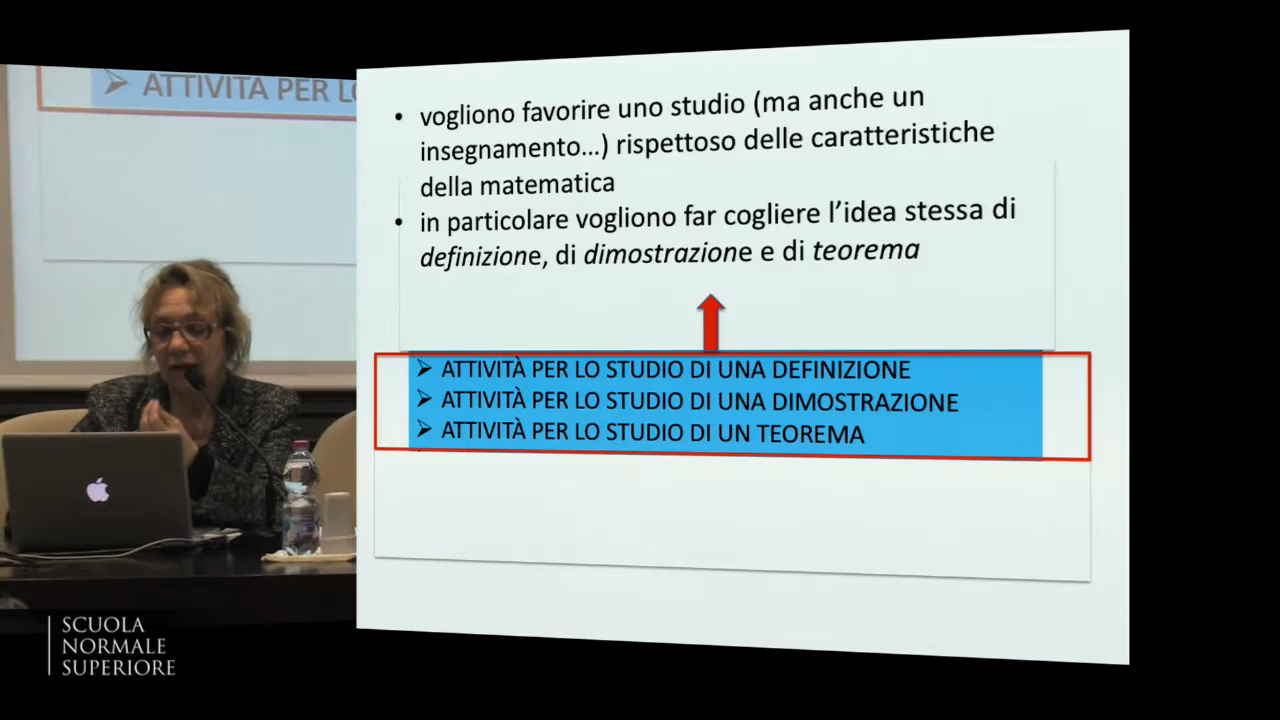 ATTIVITÀ PER LO
• vogliono favorire uno studio (ma anche un
insegnamento…) rispettoso delle caratteristiche
della matematica
• in particolare vogliono far cogliere l’idea stessa di
definizione, di dimostrazione e di teorema
➢ ATTIVITÀ PER LO STUDIO DI UNA DEFINIZIONE
➢ ATTIVITÀ PER LO STUDIO DI UNA DIMOSTRAZIONE
➢ ATTIVITÀ PER LO STUDIO DI UN TEOREMA
SCUOLA
NORMALE
SUPERIORE